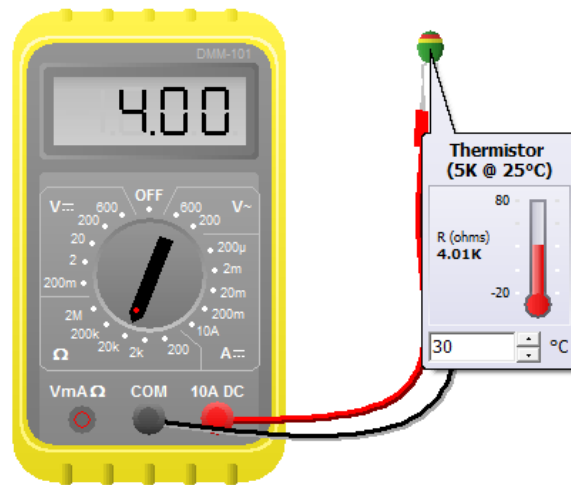 DMM-101
4.00
OFF
V⎓ 600 600 V~
200 200
20 200µ
2 2m
200m 20m
2M 200m
200k 10A
Ω 20k 2k 200 A⎓
VmAΩ COM 10A DC
Thermistor
(5K @ 25°C)
80
R (ohms)
4.01K
-20
30 °C